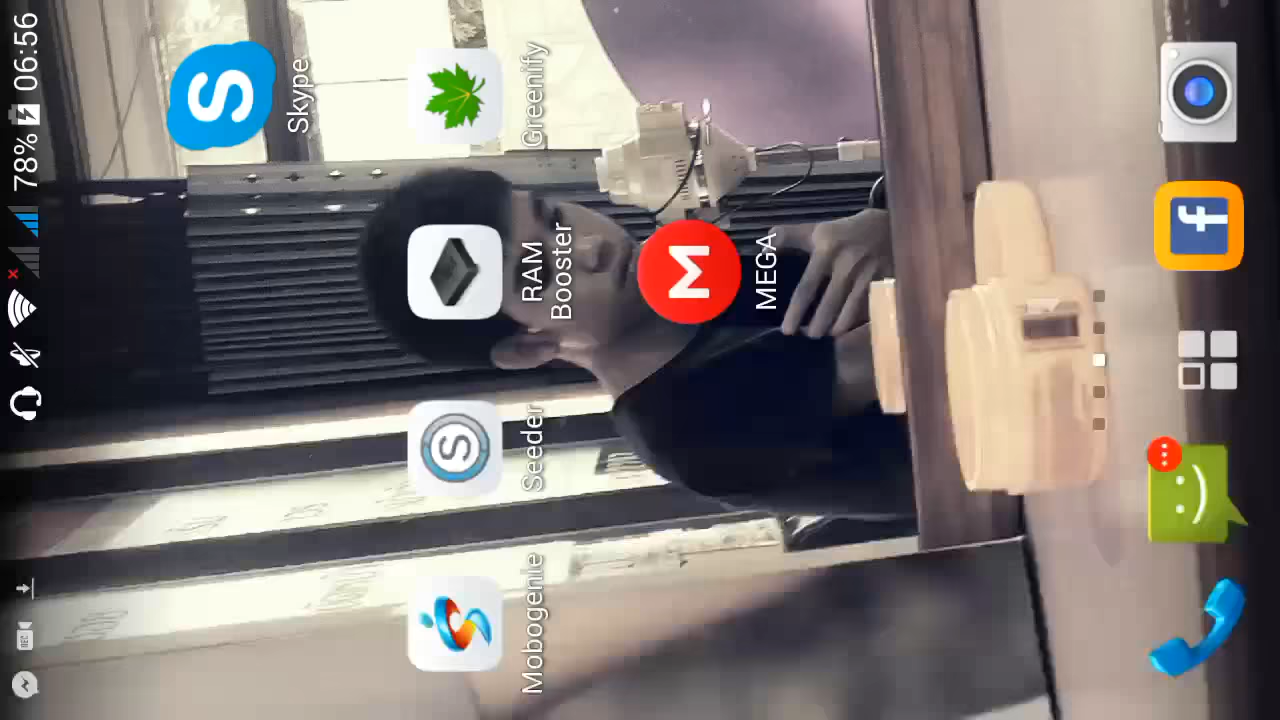 78% 06:56
Skype
Mobogenie
Seeder
RAM
Booster
Greenify
MEGA